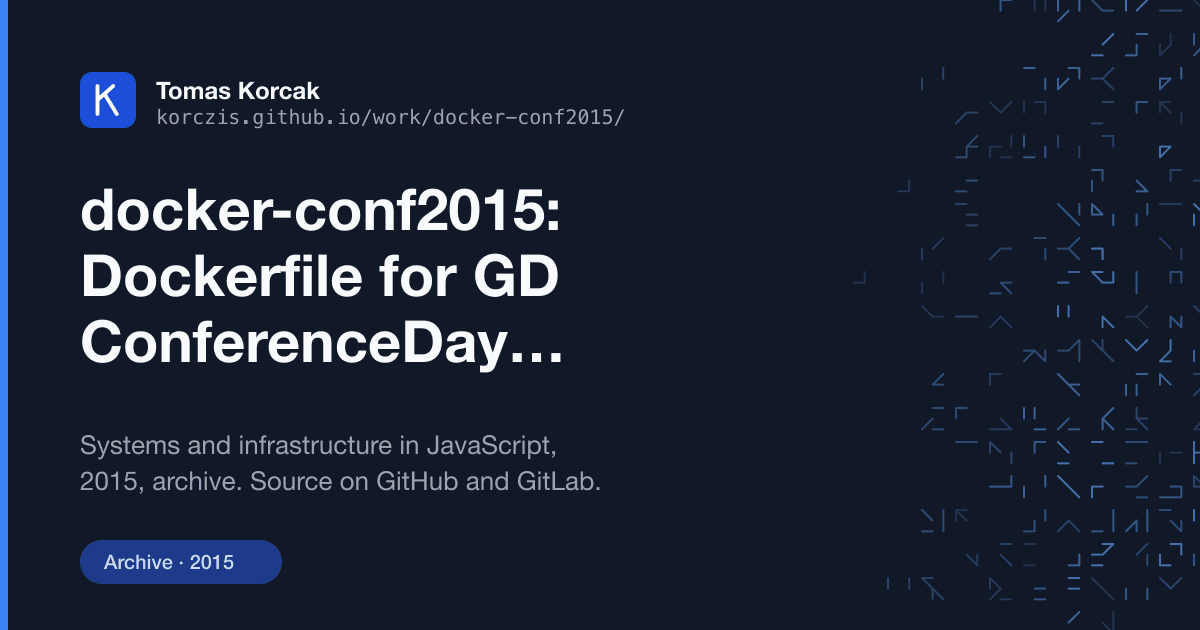 K
Tomas Korcak
korczis.github.io/work/docker-conf2015/
docker-conf2015:
Dockerfile for GD
ConferenceDay…
Systems and infrastructure in JavaScript,
2015, archive. Source on GitHub and GitLab.
Archive · 2015